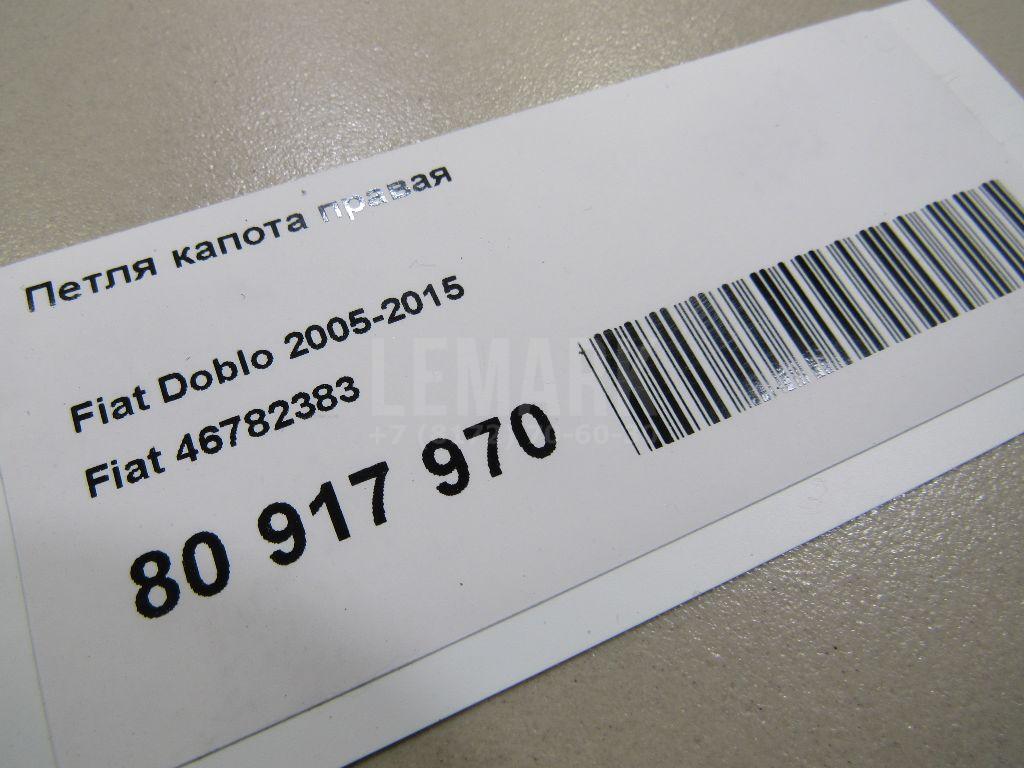 Петля капота правая
Fiat Doblo 2005-2015
Fiat 46782383
80 917 970